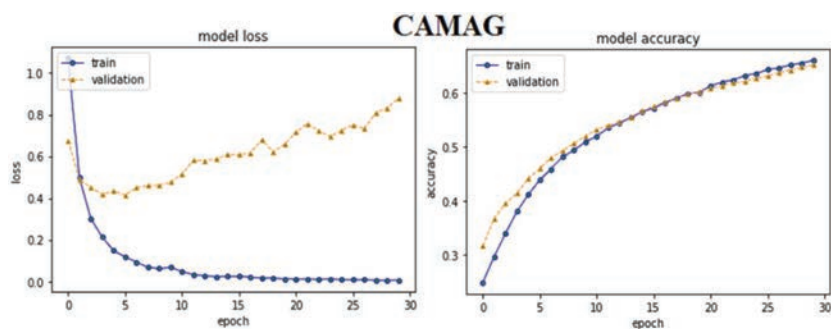 CAMAG
model loss
train
validation
1.0
0.8
0.6
0.4
0.2
0.0
loss
0 5 10 15 20 25 30
epoch
model accuracy
train
validation
0.6
0.5
0.4
0.3
accuracy
0 5 10 15 20 25 30
epoch